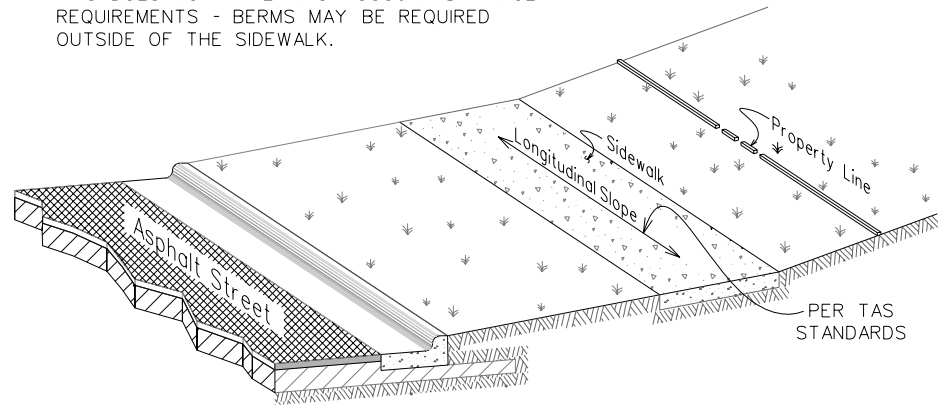 REQUIREMENTS - BERMS MAY BE REQUIRED
OUTSIDE OF THE SIDEWALK.
Property Line
Sidewalk
Longitudinal Slope
Asphalt Street
PER TAS
STANDARDS